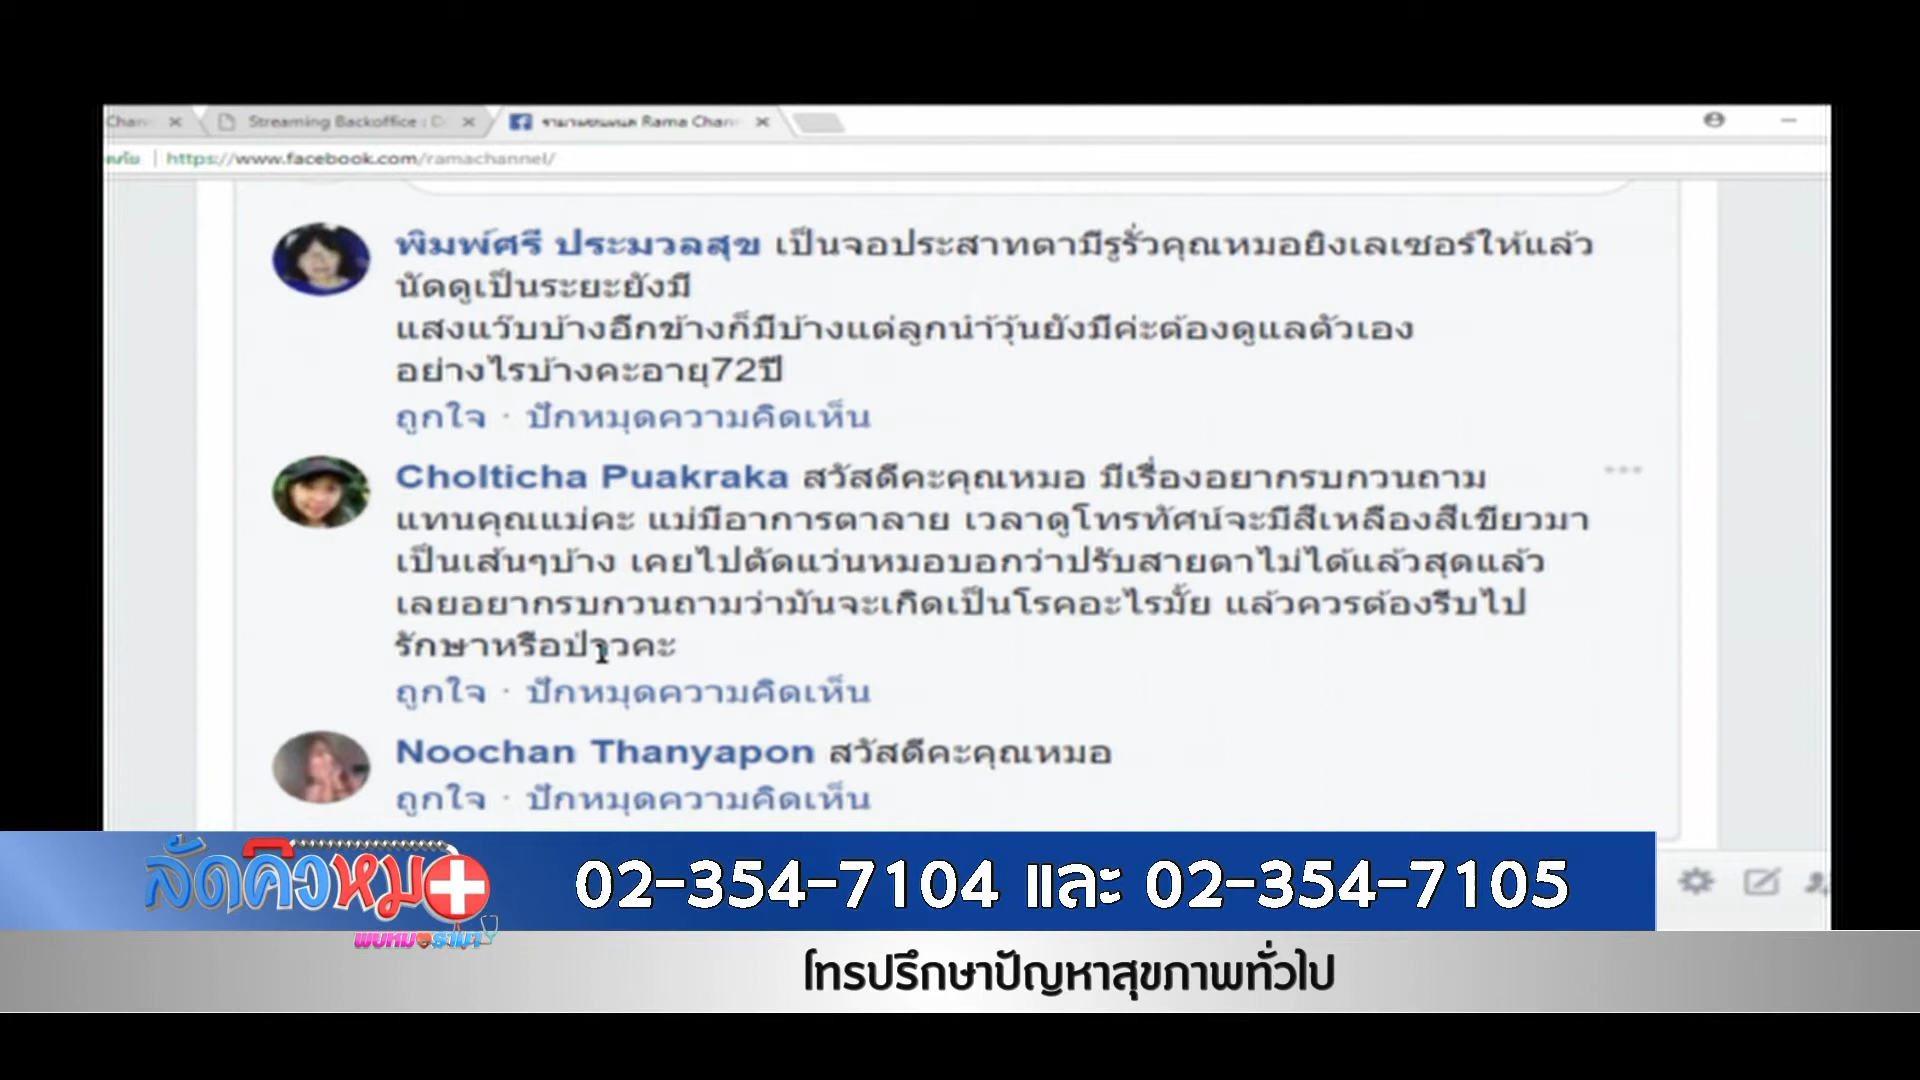 Chan
Streaming Backoffice : D
รามาแชนแนล Rama Chan
https://www.facebook.com/ramachannel/
พิมพ์ศรี ประมวลสุข เป็นจอประสาทตามีรูรั่วคุณหมอยิงเลเซอร์ให้แล้ว
นัดดูเป็นระยะยังมี
แสงแว๊บบ้างอีกข้างก็มีบ้างแต่ลูกนำ้วุ้นยังมีค่ะต้องดูแลตัวเอง
อย่างไรบ้างคะอายุ72ปี
ถูกใจ · ปักหมุดความคิดเห็น
Cholticha Puakraka สวัสดีคะคุณหมอ มีเรื่องอยากรบกวนถาม
แทนคุณแม่คะ แม่มีอาการตาลาย เวลาดูโทรทัศน์จะมีสีเหลืองสีเขียวมา
เป็นเส้นๆบ้าง เคยไปตัดแว่นหมอบอกว่าปรับสายตาไม่ได้แล้วสุดแล้ว
เลยอยากรบกวนถามว่ามันจะเกิดเป็นโรคอะไรมั้ย แล้วควรต้องรีบไป
รักษาหรือป่าวคะ
ถูกใจ · ปักหมุดความคิดเห็น
Noochan Thanyapon สวัสดีคะคุณหมอ
ถูกใจ · ปักหมุดความคิดเห็น
ลัดคิวหมอ
พบหมอรามา
02-354-7104 และ 02-354-7105
โทรปรึกษาปัญหาสุขภาพทั่วไป